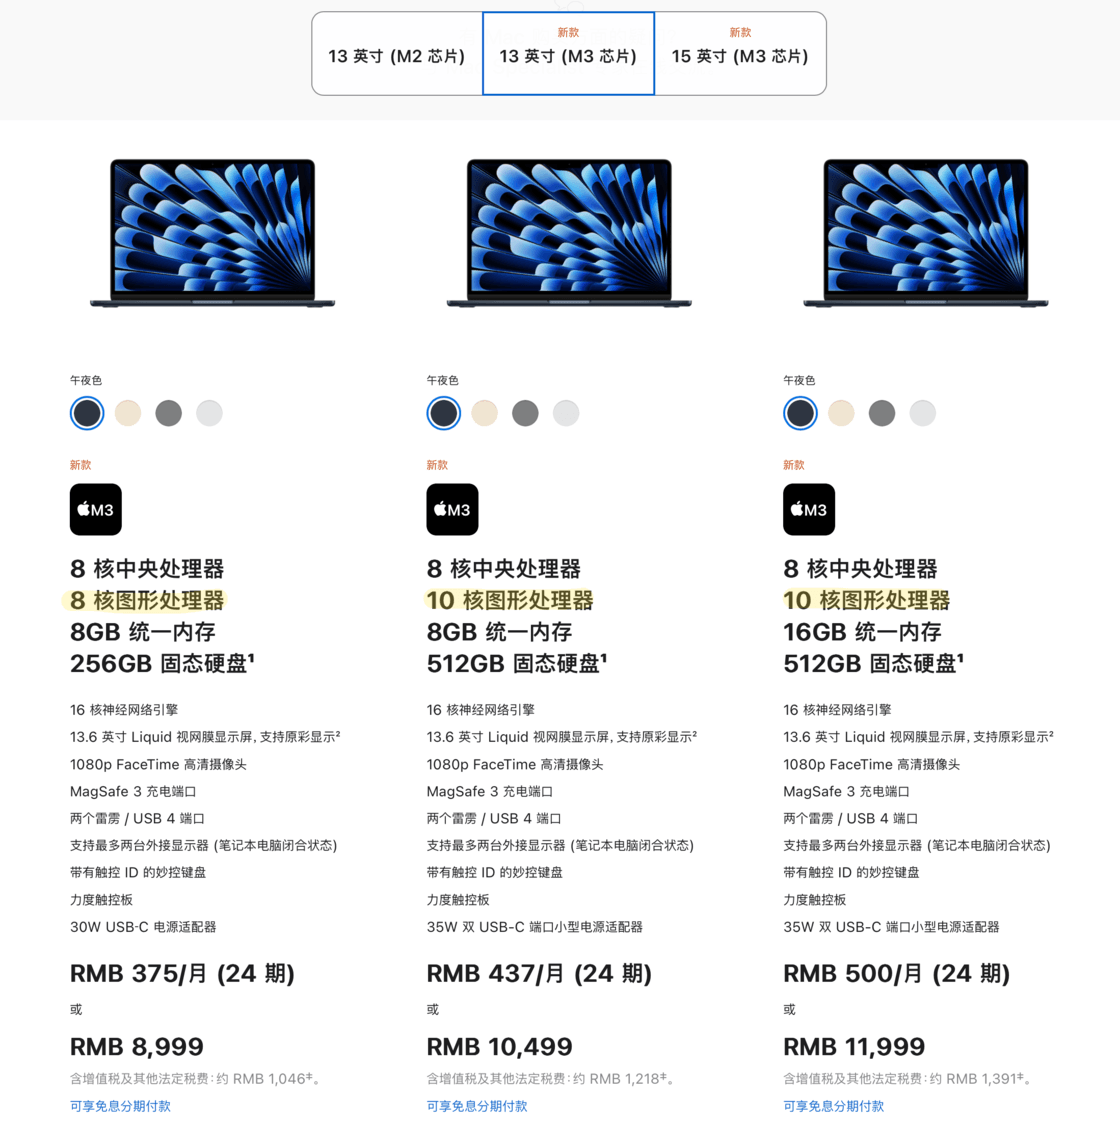 13 英寸 (M2 芯片)
新款
13 英寸 (M3 芯片)
新款
15 英寸 (M3 芯片)
午夜色
新款
M3
8 核中央处理器
8 核图形处理器
8GB 统一内存
256GB 固态硬盘¹
16 核神经网络引擎
13.6 英寸 Liquid 视网膜显示屏, 支持原彩显示²
1080p FaceTime 高清摄像头
MagSafe 3 充电端口
两个雷雳 / USB 4 端口
支持最多两台外接显示器 (笔记本电脑闭合状态)
带有触控 ID 的妙控键盘
力度触控板
30W USB-C 电源适配器
RMB 375/月 (24 期)
或
RMB 8,999
含增值税及其他法定税费：约 RMB 1,046‡。
可享免息分期付款
午夜色
新款
M3
8 核中央处理器
10 核图形处理器
8GB 统一内存
512GB 固态硬盘¹
16 核神经网络引擎
13.6 英寸 Liquid 视网膜显示屏, 支持原彩显示²
1080p FaceTime 高清摄像头
MagSafe 3 充电端口
两个雷雳 / USB 4 端口
支持最多两台外接显示器 (笔记本电脑闭合状态)
带有触控 ID 的妙控键盘
力度触控板
35W 双 USB-C 端口小型电源适配器
RMB 437/月 (24 期)
或
RMB 10,499
含增值税及其他法定税费：约 RMB 1,218‡。
可享免息分期付款
午夜色
新款
M3
8 核中央处理器
10 核图形处理器
16GB 统一内存
512GB 固态硬盘¹
16 核神经网络引擎
13.6 英寸 Liquid 视网膜显示屏, 支持原彩显示²
1080p FaceTime 高清摄像头
MagSafe 3 充电端口
两个雷雳 / USB 4 端口
支持最多两台外接显示器 (笔记本电脑闭合状态)
带有触控 ID 的妙控键盘
力度触控板
35W 双 USB-C 端口小型电源适配器
RMB 500/月 (24 期)
或
RMB 11,999
含增值税及其他法定税费：约 RMB 1,391‡。
可享免息分期付款